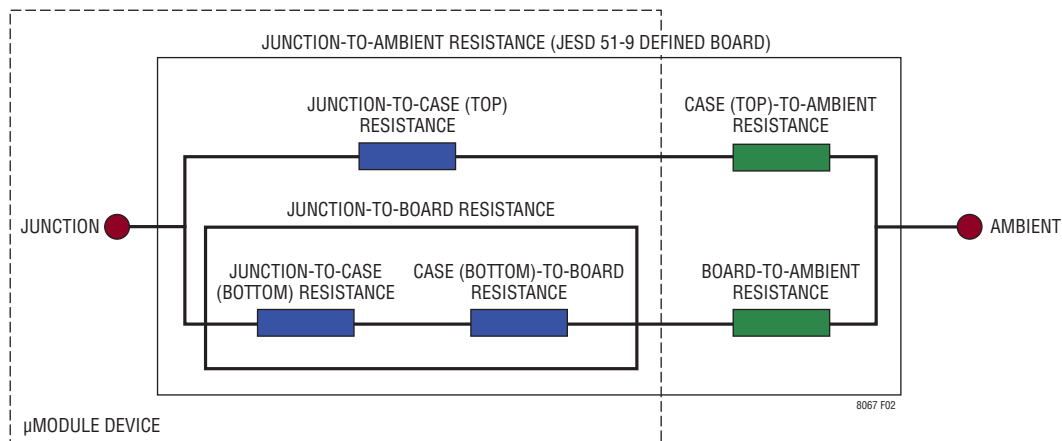 JUNCTION-TO-AMBIENT RESISTANCE (JESD 51-9 DEFINED BOARD)
JUNCTION-TO-CASE (TOP)
RESISTANCE
CASE (TOP)-TO-AMBIENT
RESISTANCE
JUNCTION-TO-BOARD RESISTANCE
JUNCTION
AMBIENT
JUNCTION-TO-CASE
(BOTTOM) RESISTANCE
CASE (BOTTOM)-TO-BOARD
RESISTANCE
BOARD-TO-AMBIENT
RESISTANCE
8067 F02
µMODULE DEVICE